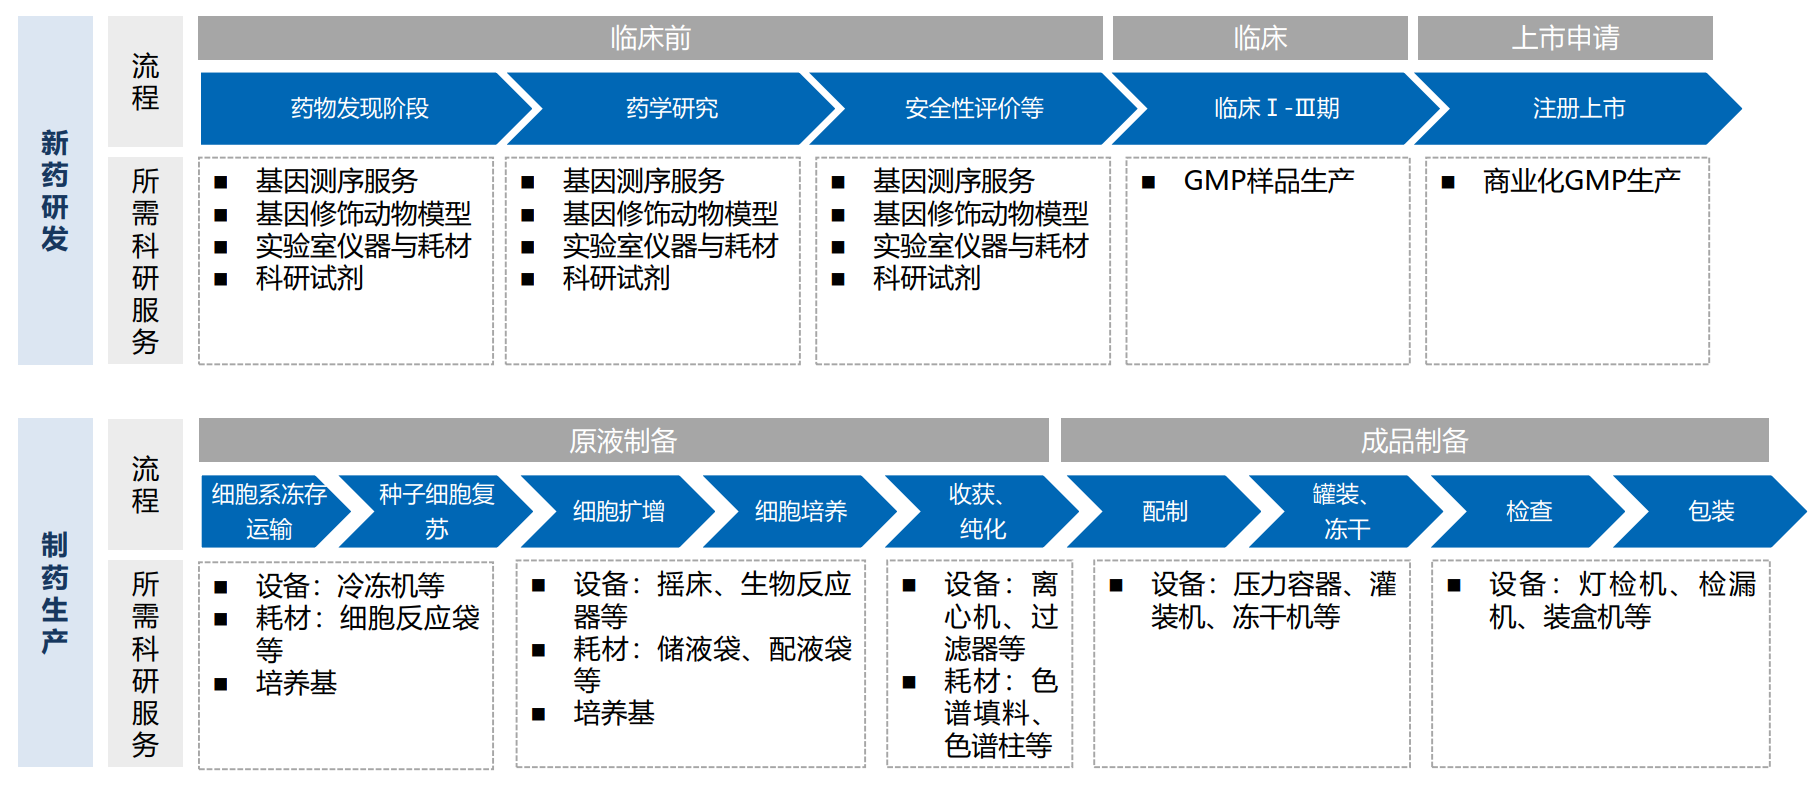 新药研发
流程
临床前
临床
上市申请
药物发现阶段
药学研究
安全性评价等
临床Ⅰ-Ⅲ期
注册上市
所需科研服务
■ 基因测序服务
■ 基因修饰动物模型
■ 实验室仪器与耗材
■ 科研试剂
■ 基因测序服务
■ 基因修饰动物模型
■ 实验室仪器与耗材
■ 科研试剂
■ 基因测序服务
■ 基因修饰动物模型
■ 实验室仪器与耗材
■ 科研试剂
■ GMP样品生产
■ 商业化GMP生产
制药生产
流程
原液制备
成品制备
细胞系冻存
运输
种子细胞复
苏
细胞扩增
细胞培养
收获、
纯化
配制
罐装、
冻干
检查
包装
所需科研服务
■ 设备：冷冻机等
■ 耗材：细胞反应袋
等
■ 培养基
■ 设备：摇床、生物反应
器等
■ 耗材：储液袋、配液袋
等
■ 培养基
■ 设备：离
心机、过
滤器等
■ 耗材：色
谱填料、
色谱柱等
■ 设备：压力容器、灌
装机、冻干机等
■ 设备：灯检机、检漏
机、装盒机等